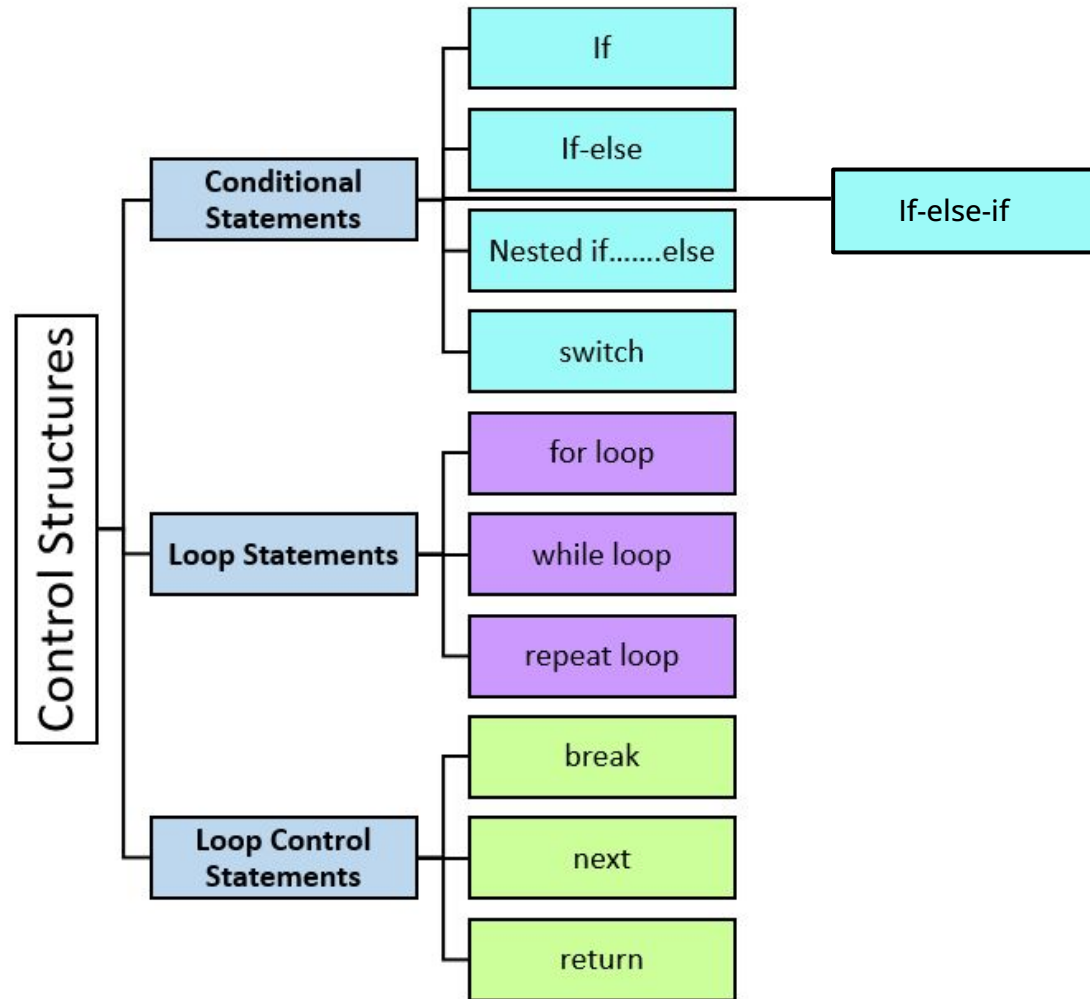 Control Structures
Conditional
Statements
If
If-else
If-else-if
Nested if.......else
switch
Loop Statements
for loop
while loop
repeat loop
Loop Control
Statements
break
next
return